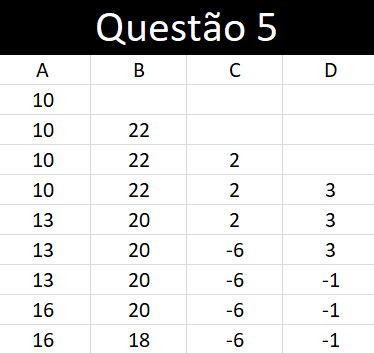 Questão 5
A B C D
10
10 22
10 22 2
10 22 2 3
13 20 2 3
13 20 -6 3
13 20 -6 -1
16 20 -6 -1
16 18 -6 -1